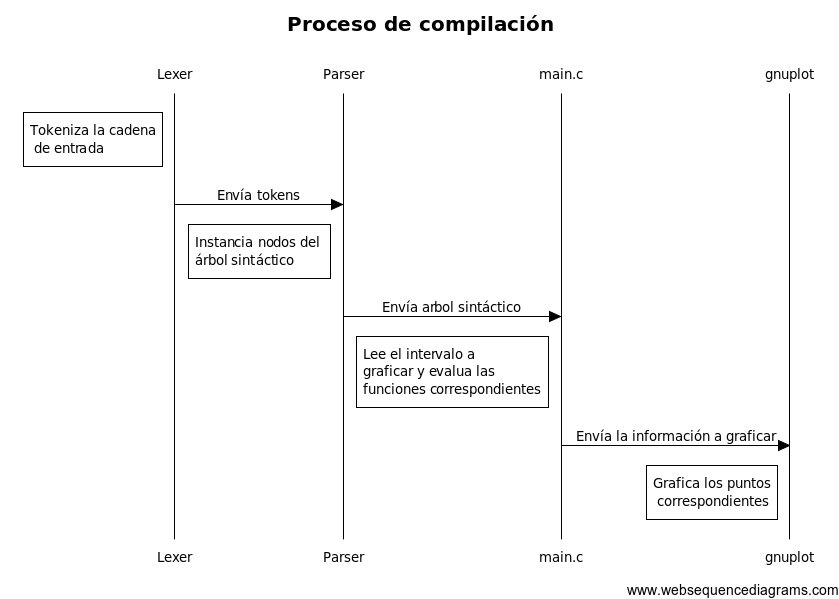 Proceso de compilación
Lexer
Parser
main.c
gnuplot
Tokeniza la cadena
de entrada
Envía tokens
Instancia nodos del
árbol sintáctico
Envía arbol sintáctico
Lee el intervalo a
graficar y evalua las
funciones correspondientes
Envía la información a graficar
Grafica los puntos
correspondientes
Lexer
Parser
main.c
gnuplot
www.websequencediagrams.com